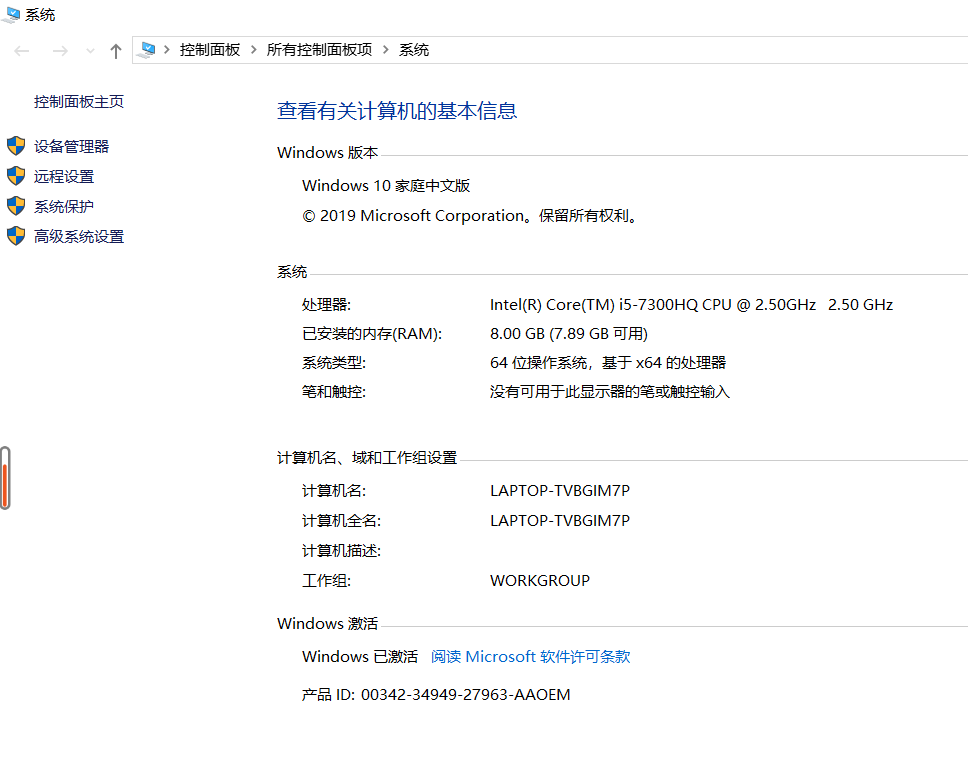 系统
控制面板 > 所有控制面板项 > 系统
控制面板主页
设备管理器
远程设置
系统保护
高级系统设置
查看有关计算机的基本信息
Windows 版本
Windows 10 家庭中文版
© 2019 Microsoft Corporation。保留所有权利。
系统
处理器: Intel(R) Core(TM) i5-7300HQ CPU @ 2.50GHz 2.50 GHz
已安装的内存(RAM): 8.00 GB (7.89 GB 可用)
系统类型: 64 位操作系统，基于 x64 的处理器
笔和触控: 没有可用于此显示器的笔或触控输入
计算机名、域和工作组设置
计算机名: LAPTOP-TVBGIM7P
计算机全名: LAPTOP-TVBGIM7P
计算机描述:
工作组: WORKGROUP
Windows 激活
Windows 已激活 阅读 Microsoft 软件许可条款
产品 ID: 00342-34949-27963-AAOEM